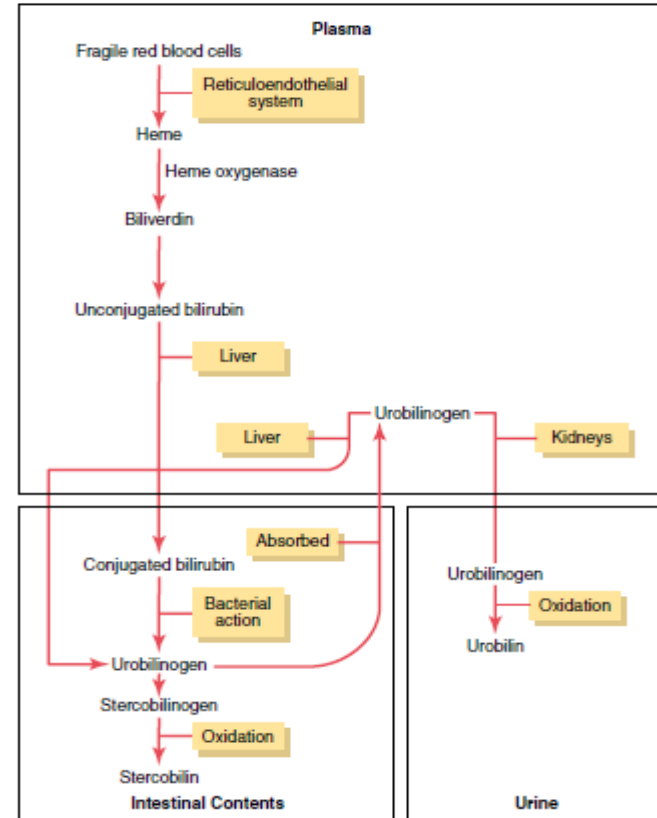 Plasma
Fragile red blood cells
Reticuloendothelial
system
Heme
Heme oxygenase
Biliverdin
Unconjugated bilirubin
Liver
Urobilinogen
Liver
Kidneys
Absorbed
Conjugated bilirubin
Bacterial
action
Urobilinogen
Stercobilinogen
Oxidation
Stercobilin
Intestinal Contents
Urobilinogen
Oxidation
Urobilin
Urine